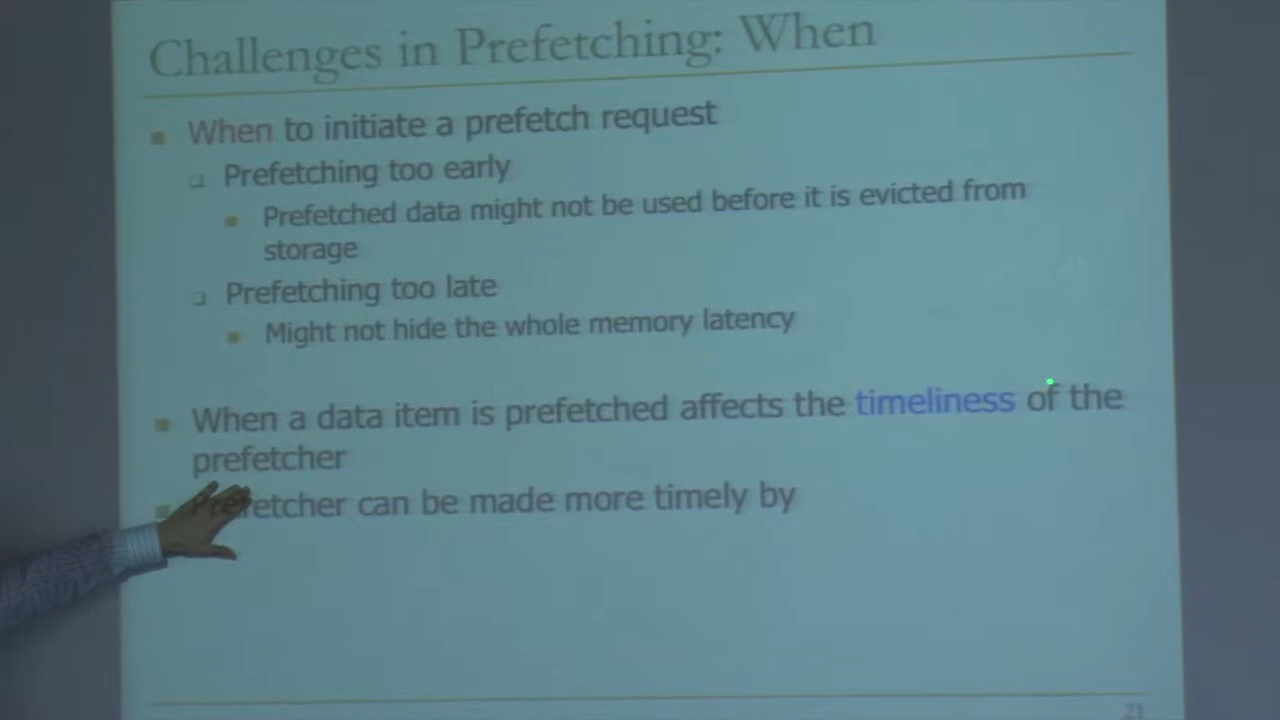 Challenges in Prefetching: When
When to initiate a prefetch request
Prefetching too early
Prefetched data might not be used before it is evicted from
storage
Prefetching too late
Might not hide the whole memory latency
When a data item is prefetched affects the timeliness of the
prefetcher
Prefetcher can be made more timely by
21